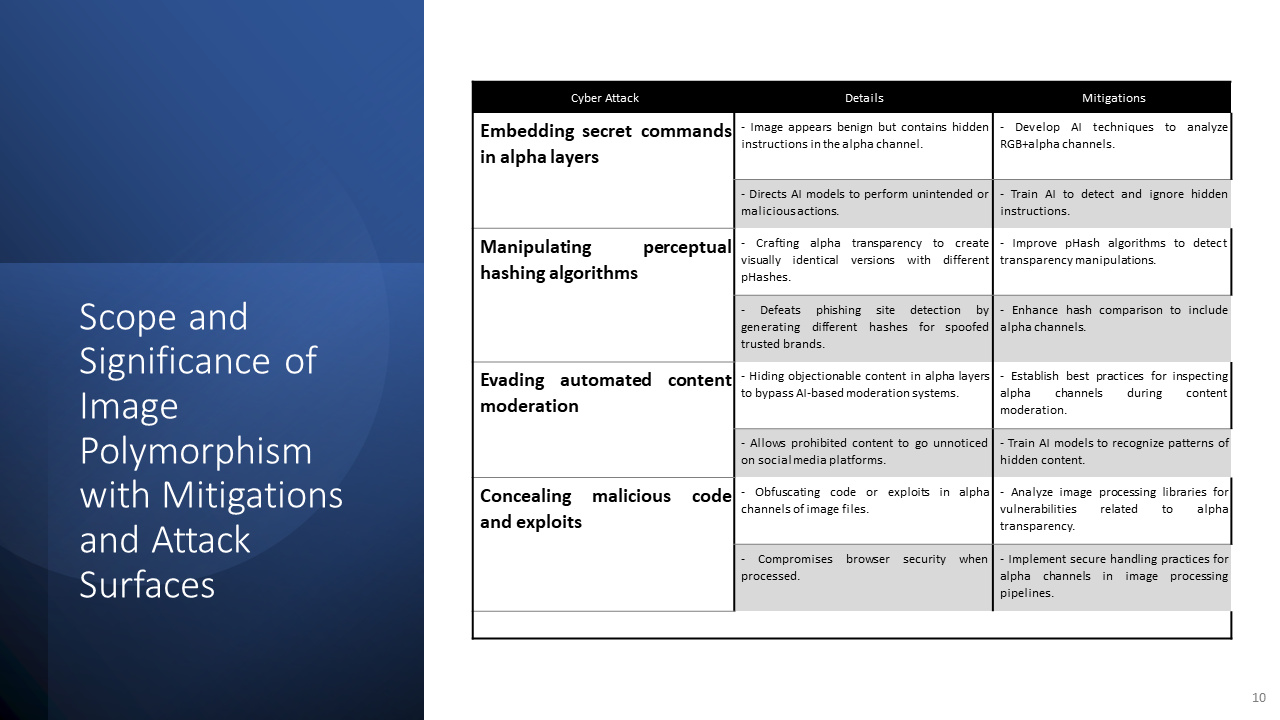 Scope and
Significance of
Image
Polymorphism
with Mitigations
and Attack
Surfaces
Cyber Attack
Details
Mitigations
Embedding secret commands
in alpha layers
- Image appears benign but contains hidden
instructions in the alpha channel.
- Develop AI techniques to analyze
RGB+alpha channels.
- Directs AI models to perform unintended or
malicious actions.
- Train AI to detect and ignore hidden
instructions.
Manipulating perceptual
hashing algorithms
- Crafting alpha transparency to create
visually identical versions with different
pHashes.
- Improve pHash algorithms to detect
transparency manipulations.
- Defeats phishing site detection by
generating different hashes for spoofed
trusted brands.
- Enhance hash comparison to include
alpha channels.
Evading automated content
moderation
- Hiding objectionable content in alpha layers
to bypass AI-based moderation systems.
- Establish best practices for inspecting
alpha channels during content
moderation.
- Allows prohibited content to go unnoticed
on social media platforms.
- Train AI models to recognize patterns of
hidden content.
Concealing malicious code
and exploits
- Obfuscating code or exploits in alpha
channels of image files.
- Analyze image processing libraries for
vulnerabilities related to alpha
transparency.
- Compromises browser security when
processed.
- Implement secure handling practices for
alpha channels in image processing
pipelines.
10